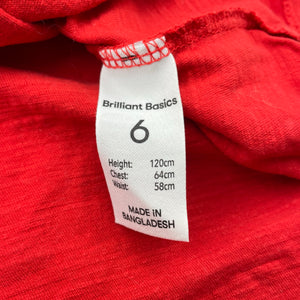 Brilliant Basics
6
Height: 120cm
Chest: 64cm
Waist: 58cm
MADE IN
BANGLADESH